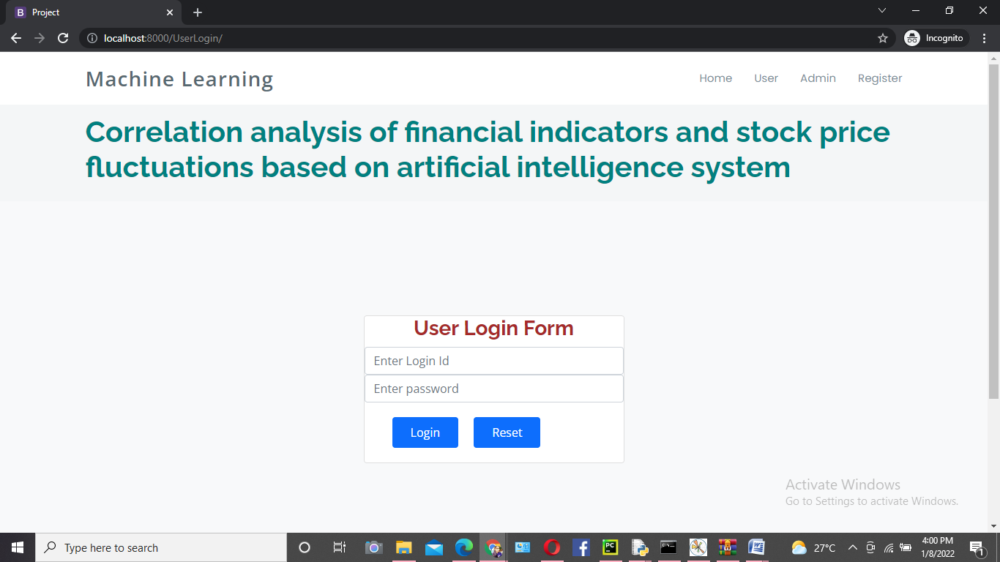 Project
localhost:8000/UserLogin/
Incognito
Machine Learning
Home User Admin Register
Correlation analysis of financial indicators and stock price
fluctuations based on artificial intelligence system
User Login Form
Enter Login Id
Enter password
Login Reset
Activate Windows
Go to Settings to activate Windows.
Type here to search
27°C
4:00 PM
1/8/2022